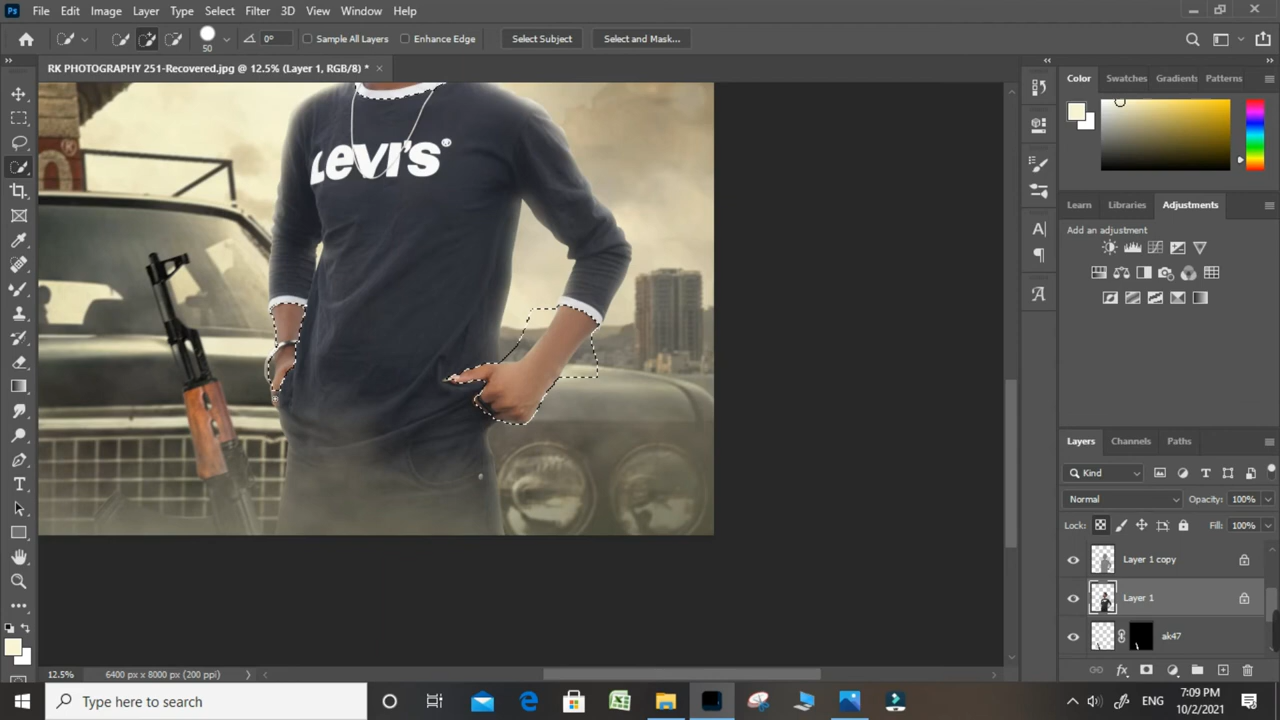 Ps File Edit Image Layer Type Select Filter 3D View Window Help
50 0° Sample All Layers Enhance Edge Select Subject Select and Mask...
RK PHOTOGRAPHY 251-Recovered.jpg @ 12.5% (Layer 1, RGB/8) * ×
Color Swatches Gradients Patterns
Levi's®
Learn Libraries Adjustments
Add an adjustment
Layers Channels Paths
Kind
Normal Opacity: 100%
Lock: Fill: 100%
Layer 1 copy
Layer 1
ak47
12.5% 6400 px x 8000 px (200 ppi)
Type here to search
ENG
7:09 PM
10/2/2021